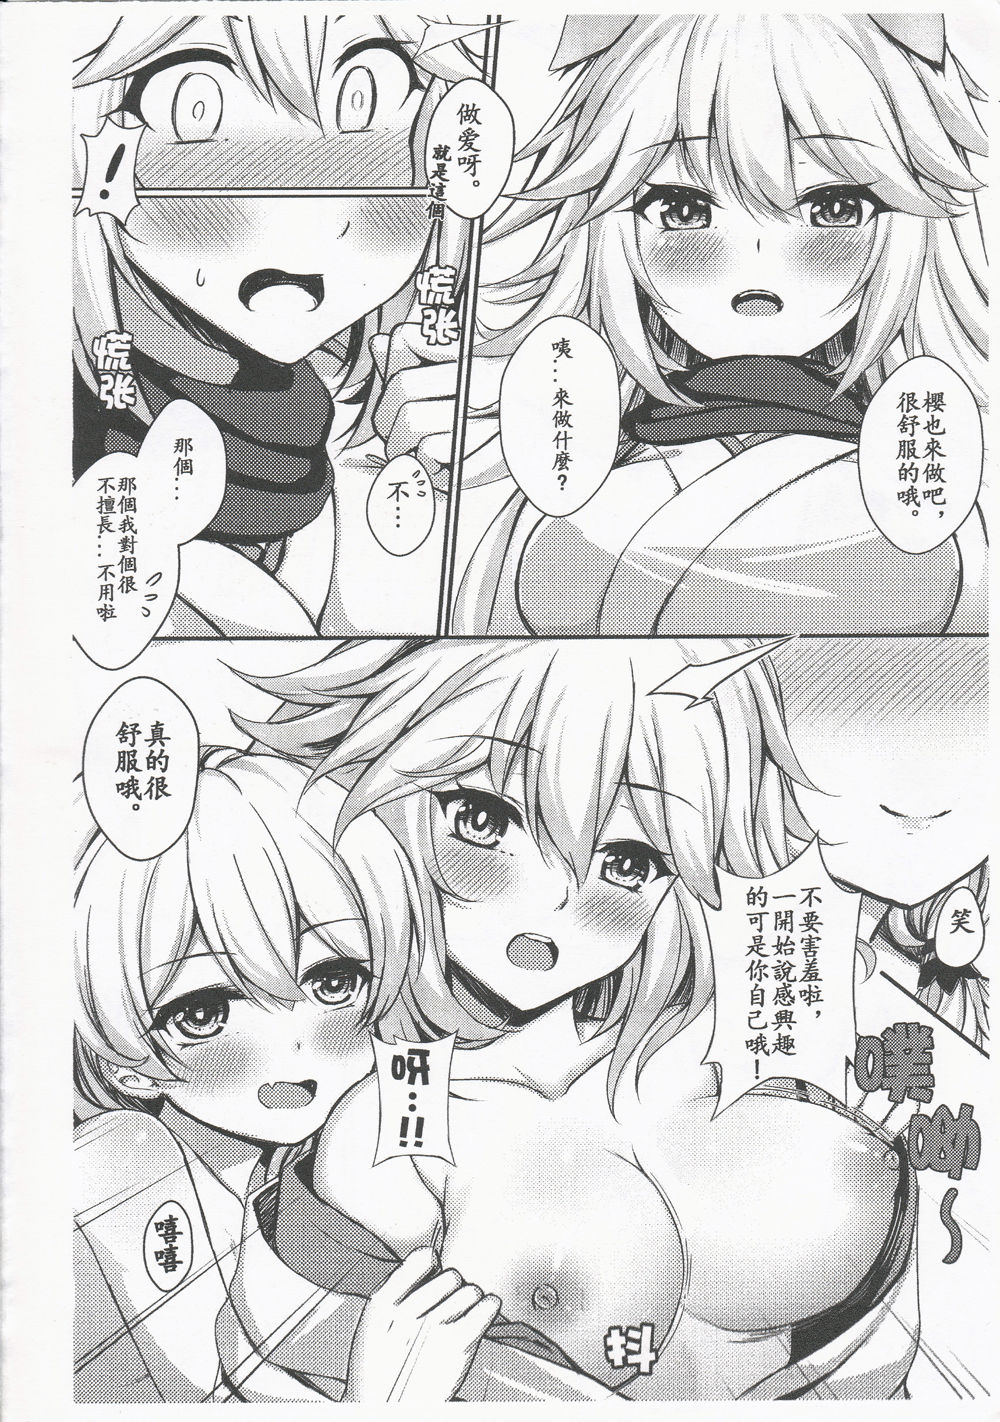 櫻也來做吧，
很舒服的哦。
咦…來做什麼？
做爱呀。
就是這個
！
慌张
慌张
不…
那個…
那個我對個很
不擅長…不用啦
笑
不要害羞啦，
一開始說感興趣
的可是你自己哦！
真的很
舒服哦。
噗呦～
呀…!!
嘻嘻
抖